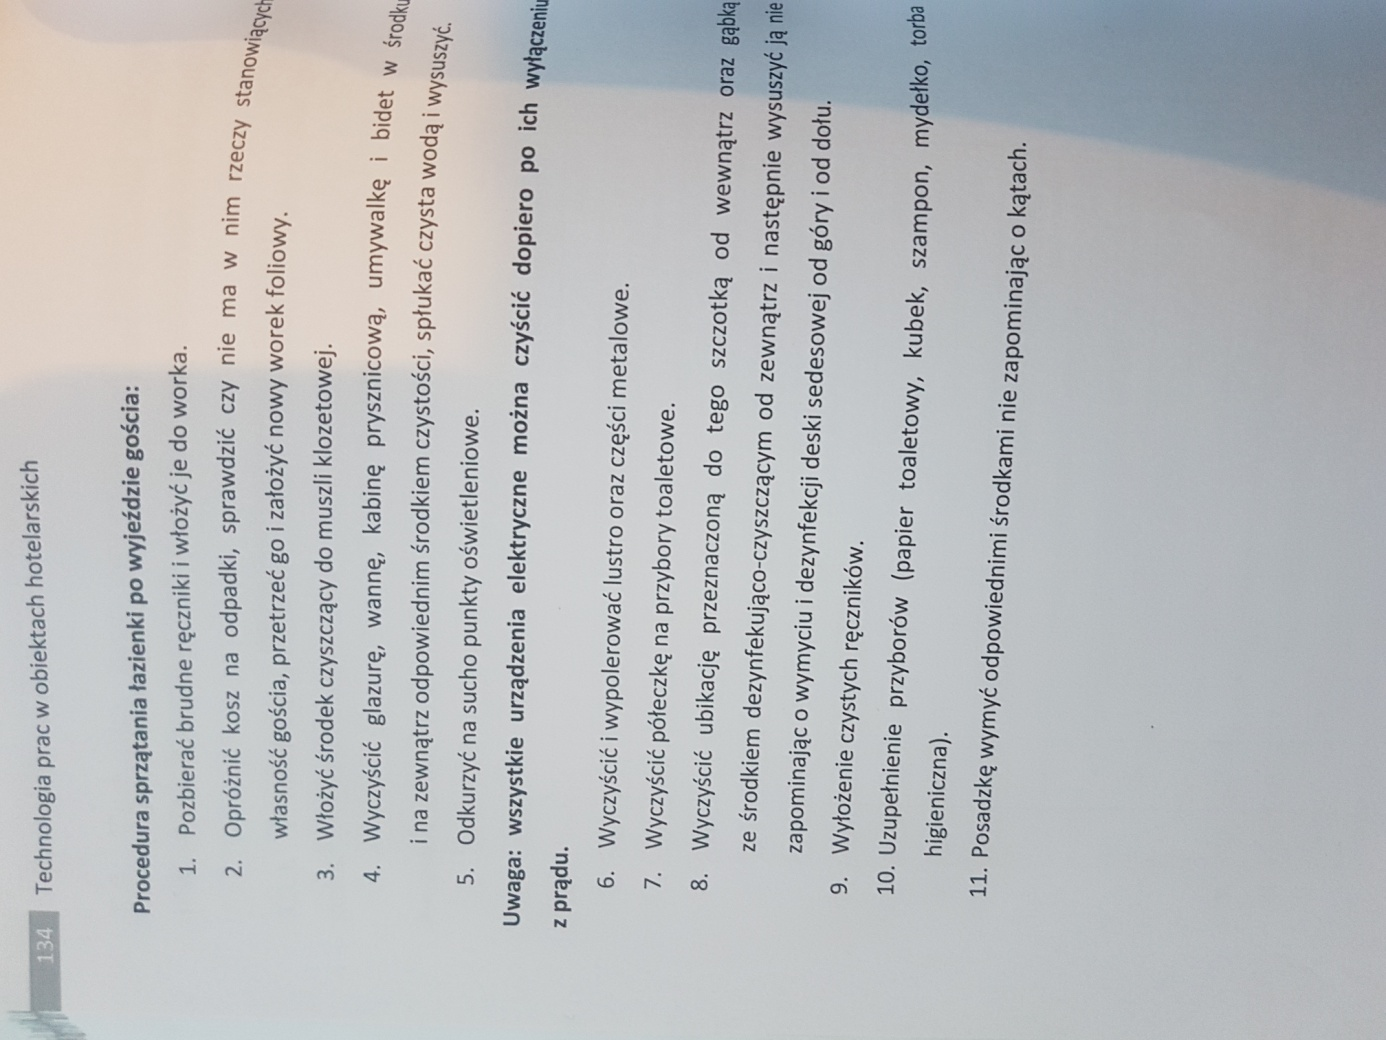 134 Technologia prac w obiektach hotelarskich
Procedura sprzątania łazienki po wyjeździe gościa:
1. Pozbierać brudne ręczniki i włożyć je do worka.
2. Opróżnić kosz na odpadki, sprawdzić czy nie ma w nim rzeczy stanowiących
własność gościa, przetrzeć go i założyć nowy worek foliowy.
3. Włożyć środek czyszczący do muszli klozetowej.
4. Wyczyścić glazurę, wannę, kabinę prysznicową, umywalkę i bidet w środku
i na zewnątrz odpowiednim środkiem czystości, spłukać czysta wodą i wysuszyć.
5. Odkurzyć na sucho punkty oświetleniowe.
Uwaga: wszystkie urządzenia elektryczne można czyścić dopiero po ich wyłączeniu
z prądu.
6. Wyczyścić i wypolerować lustro oraz części metalowe.
7. Wyczyścić półeczkę na przybory toaletowe.
8. Wyczyścić ubikację przeznaczoną do tego szczotką od wewnątrz oraz gąbką
ze środkiem dezynfekująco-czyszczącym od zewnątrz i następnie wysuszyć ją nie
zapominając o wymyciu i dezynfekcji deski sedesowej od góry i od dołu.
9. Wyłożenie czystych ręczników.
10. Uzupełnienie przyborów (papier toaletowy, kubek, szampon, mydełko, torba
higieniczna).
11. Posadzkę wymyć odpowiednimi środkami nie zapominając o kątach.